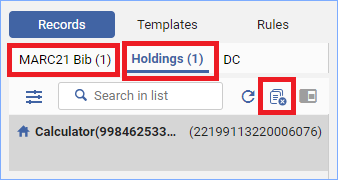 Records Templates Rules
MARC21 Bib (1) Holdings (1) DC
Search in list
Calculator(998462533... (22199113220006076)